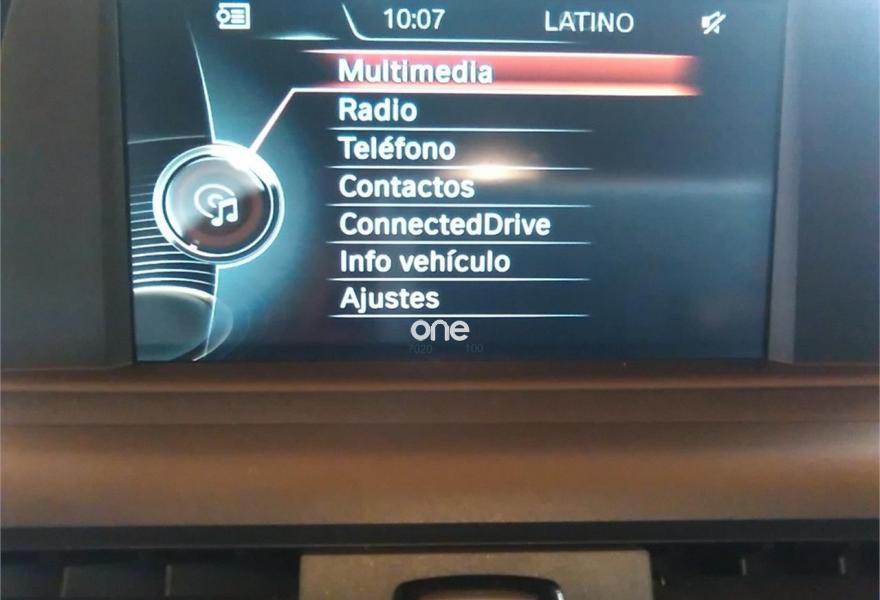 10:07 LATINO
Multimedia
Radio
Teléfono
Contactos
ConnectedDrive
Info vehículo
Ajustes
one